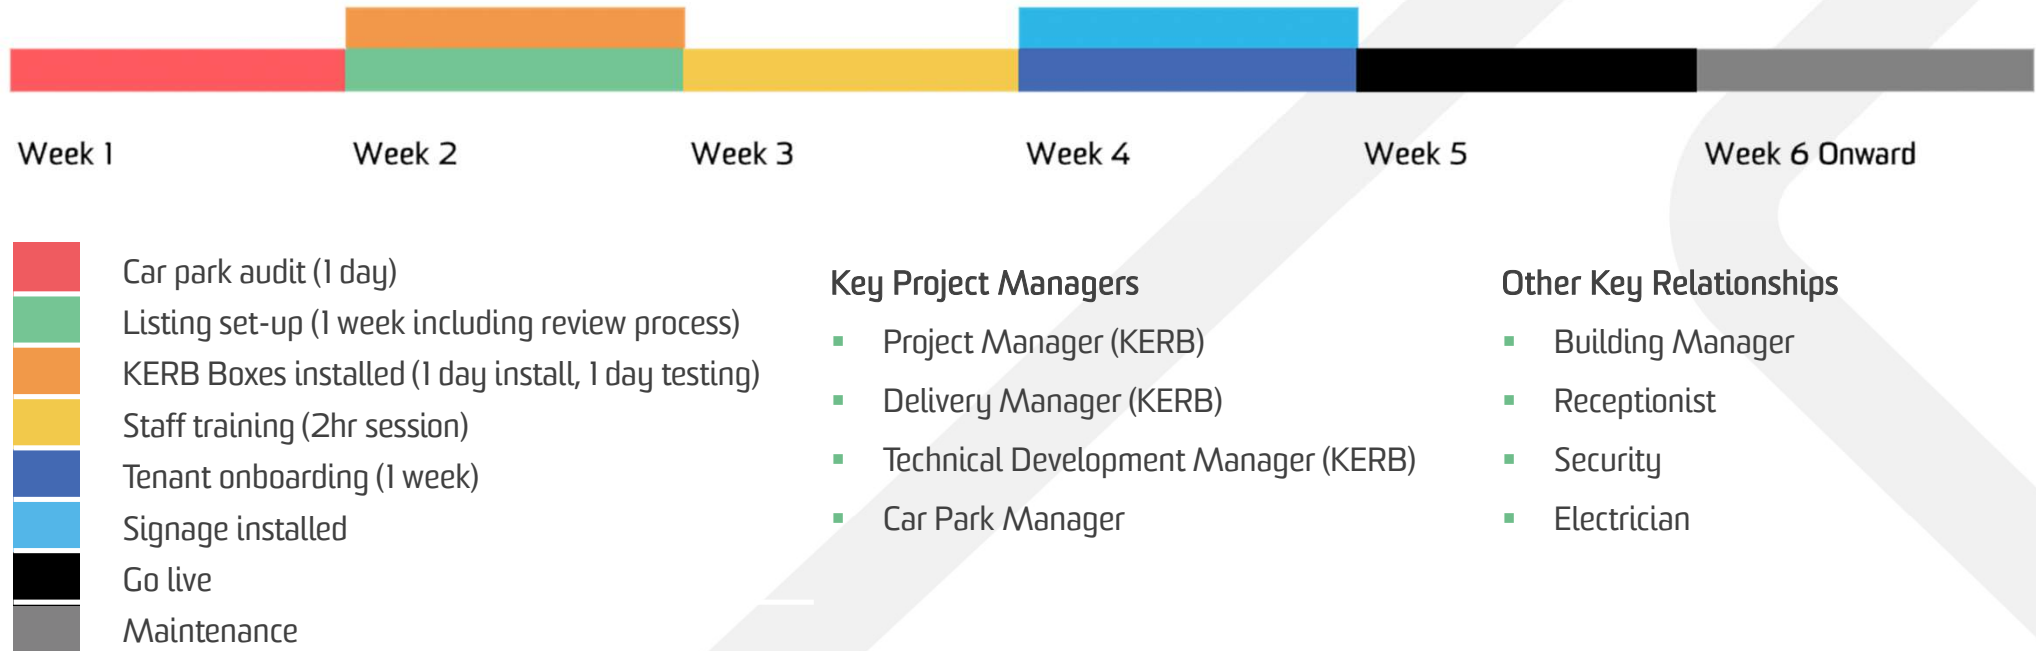 Week 1
Week 2
Week 3
Week 4
Week 5
Week 6 Onward
Car park audit (1 day)
Listing set-up (1 week including review process)
KERB Boxes installed (1 day install, 1 day testing)
Staff training (2hr session)
Tenant onboarding (1 week)
Signage installed
Go live
Maintenance
Key Project Managers
Project Manager (KERB)
Delivery Manager (KERB)
Technical Development Manager (KERB)
Car Park Manager
Other Key Relationships
Building Manager
Receptionist
Security
Electrician